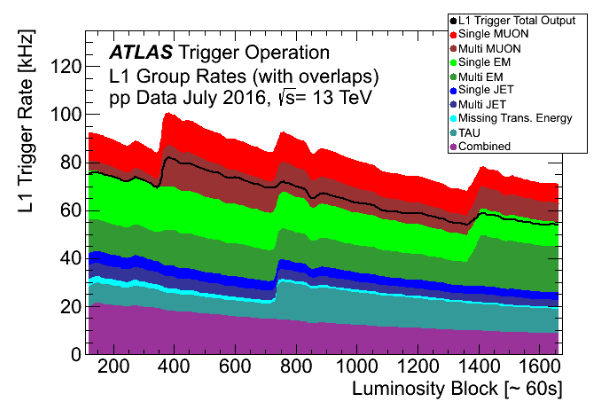 L1 Trigger Total Output
Single MUON
Multi MUON
Single EM
Multi EM
Single JET
Multi JET
Missing Trans. Energy
TAU
Combined
ATLAS Trigger Operation
L1 Group Rates (with overlaps)
pp Data July 2016, √s= 13 TeV
L1 Trigger Rate [kHz]
120
100
80
60
40
20
0
200 400 600 800 1000 1200 1400 1600
Luminosity Block [~ 60s]